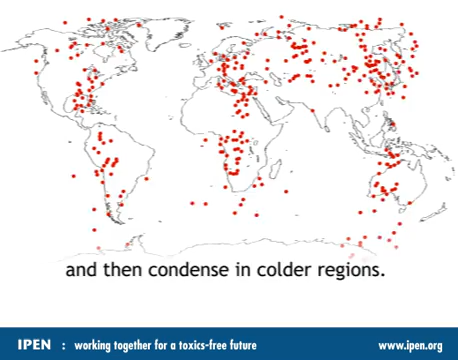 and then condense in colder regions.
IPEN : working together for a toxics-free future www.ipen.org